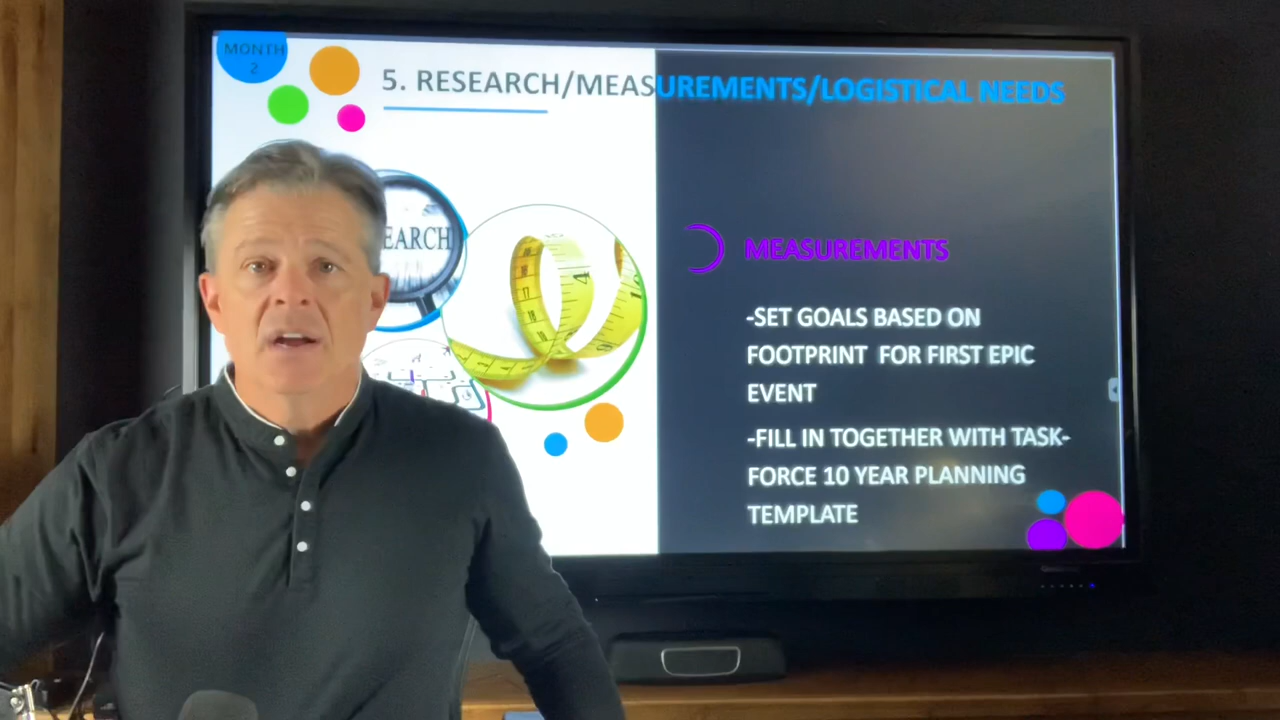 MONTH
2
5. RESEARCH/MEASUREMENTS/LOGISTICAL NEEDS
EARCH
MEASUREMENTS
-SET GOALS BASED ON
FOOTPRINT FOR FIRST EPIC
EVENT
-FILL IN TOGETHER WITH TASK-
FORCE 10 YEAR PLANNING
TEMPLATE